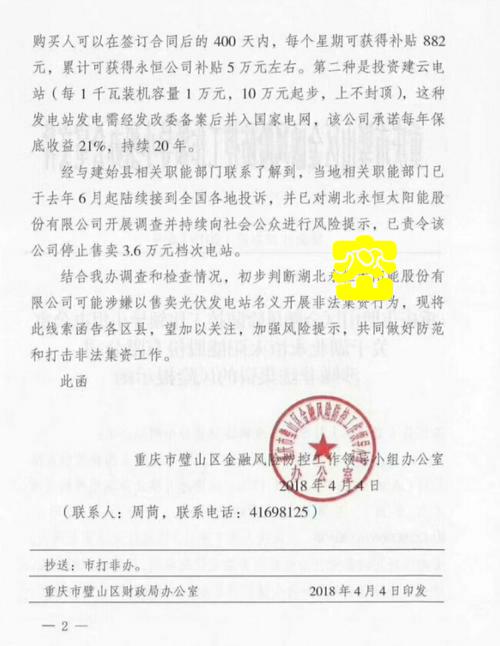 购买人可以在签订合同后的 400 天内，每个星期可获得补贴 882
元，累计可获得永恒公司补贴 5 万元左右。第二种是投资建云电
站（每 1 千瓦装机容量 1 万元，10 万元起步，上不封顶），这种
发电站发电需经发改委备案后并入国家电网，该公司承诺每年保
底收益 21%，持续 20 年。
经与建始县相关职能部门联系了解到，当地相关职能部门已
于去年 6 月起陆续接到全国各地投诉，并已对湖北永恒太阳能股
份有限公司开展调查并持续向社会公众进行风险提示，已责令该
公司停止售卖 3.6 万元档次电站。
结合我办调查和检查情况，初步判断湖北永 能股份有
限公司可能涉嫌以售卖光伏发电站名义开展非法集资行为，现将
此线索函告各区县，望加以关注，加强风险提示，共同做好防范
和打击非法集资工作。
此函
重庆市璧山区金融风险防控工作领导小组办公室
2018 年 4 月 4 日
（联系人：周茼，联系电话：41698125）
抄送：市打非办。
重庆市璧山区财政局办公室 2018 年 4 月 4 日印发
— 2 —